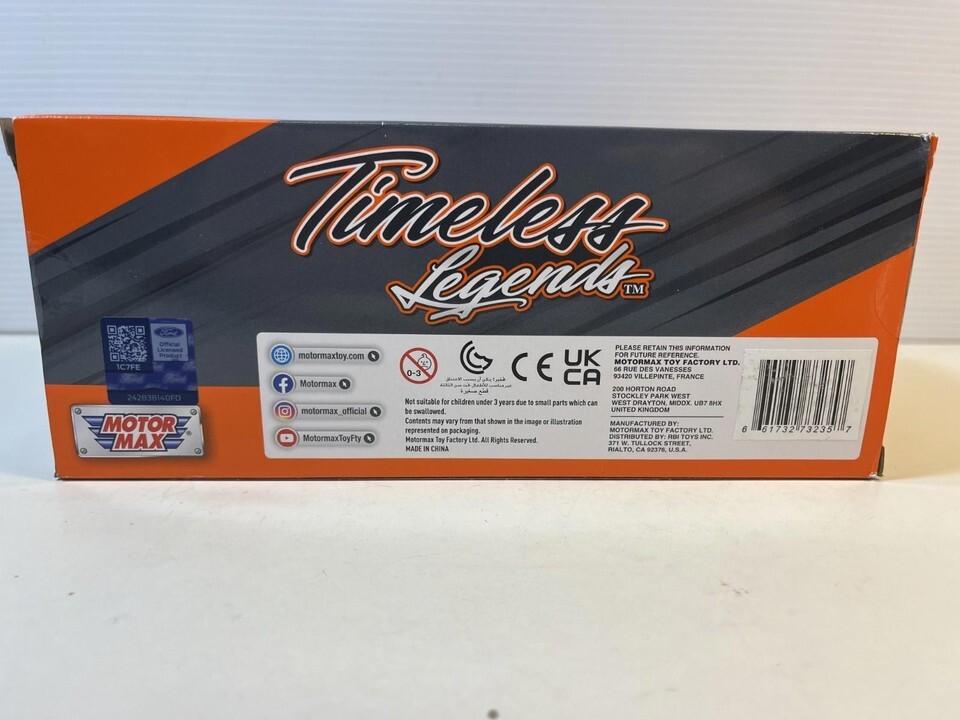 Timeless
Legends™
Ford
Official
Licensed
Product
1C7FE
242B3B140FD
MOTOR
MAX
motormaxtoy.com
Motormax
motormax_official
MotormaxToyFty
0-3
CE
UK
CA
Not suitable for children under 3 years due to small parts which can
be swallowed.
Contents may vary from that shown in the image or illustration
represented on packaging.
Motormax Toy Factory Ltd. All Rights Reserved.
MADE IN CHINA
PLEASE RETAIN THIS INFORMATION
FOR FUTURE REFERENCE.
MOTORMAX TOY FACTORY LTD.
66 RUE DES VANESSES
93420 VILLEPINTE, FRANCE
200 HORTON ROAD
STOCKLEY PARK WEST
WEST DRAYTON, MIDDX. UB7 8HX
UNITED KINGDOM
MANUFACTURED BY:
MOTORMAX TOY FACTORY LTD.
DISTRIBUTED BY: RBI TOYS INC.
371 W. TULLOCK STREET,
RIALTO, CA 92376, U.S.A.
6 61732 73235 7